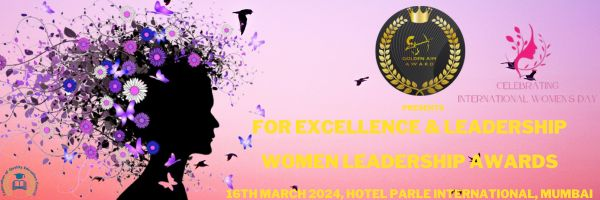 GOLDEN AIM
AWARD
CELEBRATING
INTERNATIONAL WOMEN'S DAY
PRESENTS
FOR EXCELLENCE & LEADERSHIP
WOMEN LEADERSHIP AWARDS
16TH MARCH 2024, HOTEL PARLE INTERNATIONAL, MUMBAI